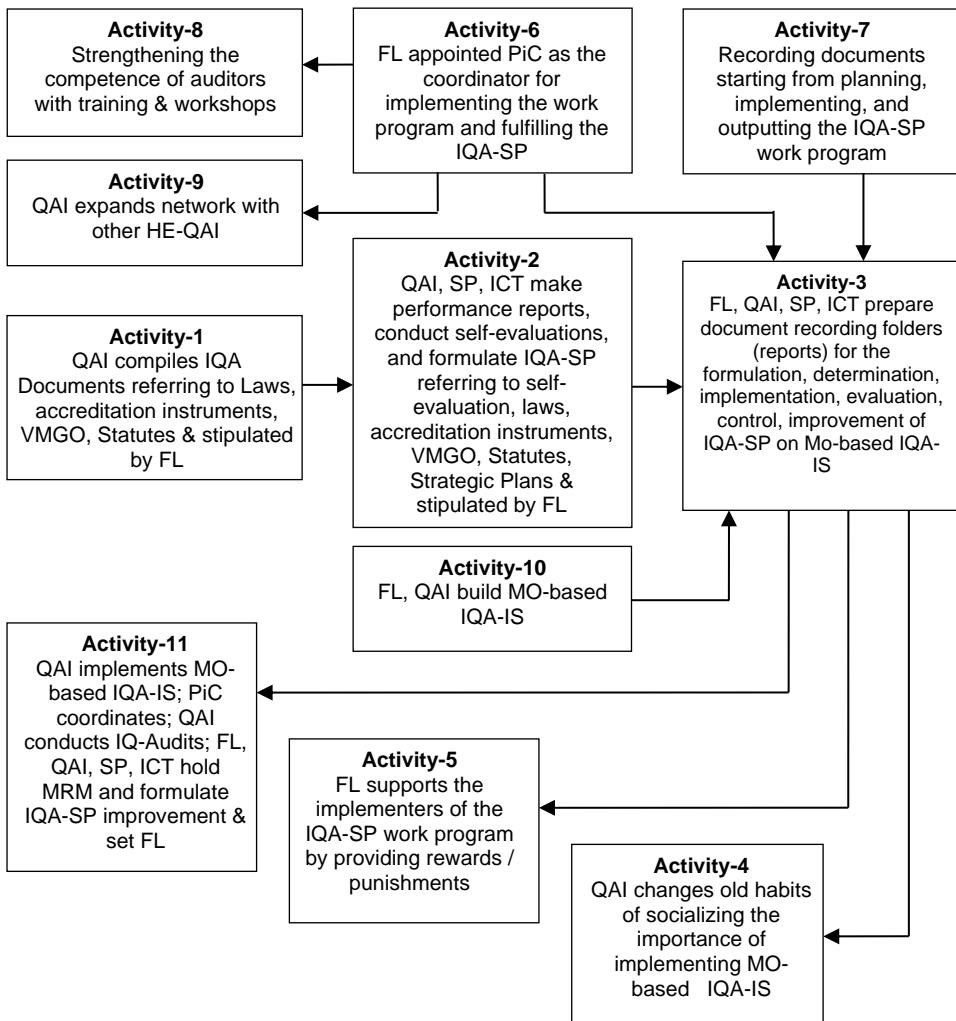 Activity-8
Strengthening the
competence of auditors
with training & workshops
Activity-6
FL appointed PiC as the
coordinator for
implementing the work
program and fulfilling the
IQA-SP
Activity-7
Recording documents
starting from planning,
implementing, and
outputting the IQA-SP
work program
Activity-9
QAI expands network with
other HE-QAI
Activity-1
QAI compiles IQA
Documents referring to Laws,
accreditation instruments,
VMGO, Statutes & stipulated
by FL
Activity-2
QAI, SP, ICT make
performance reports,
conduct self-evaluations,
and formulate IQA-SP
referring to self-
evaluation, laws,
accreditation instruments,
VMGO, Statutes,
Strategic Plans &
stipulated by FL
Activity-3
FL, QAI, SP, ICT prepare
document recording folders
(reports) for the
formulation, determination,
implementation, evaluation,
control, improvement of
IQA-SP on Mo-based IQA-
IS
Activity-10
FL, QAI build MO-based
IQA-IS
Activity-11
QAI implements MO-
based IQA-IS; PiC
coordinates; QAI
conducts IQ-Audits; FL,
QAI, SP, ICT hold
MRM and formulate
IQA-SP improvement &
set FL
Activity-5
FL supports the
implementers of the
IQA-SP work program
by providing rewards /
punishments
Activity-4
QAI changes old habits
of socializing the
importance of
implementing MO-
based IQA-IS